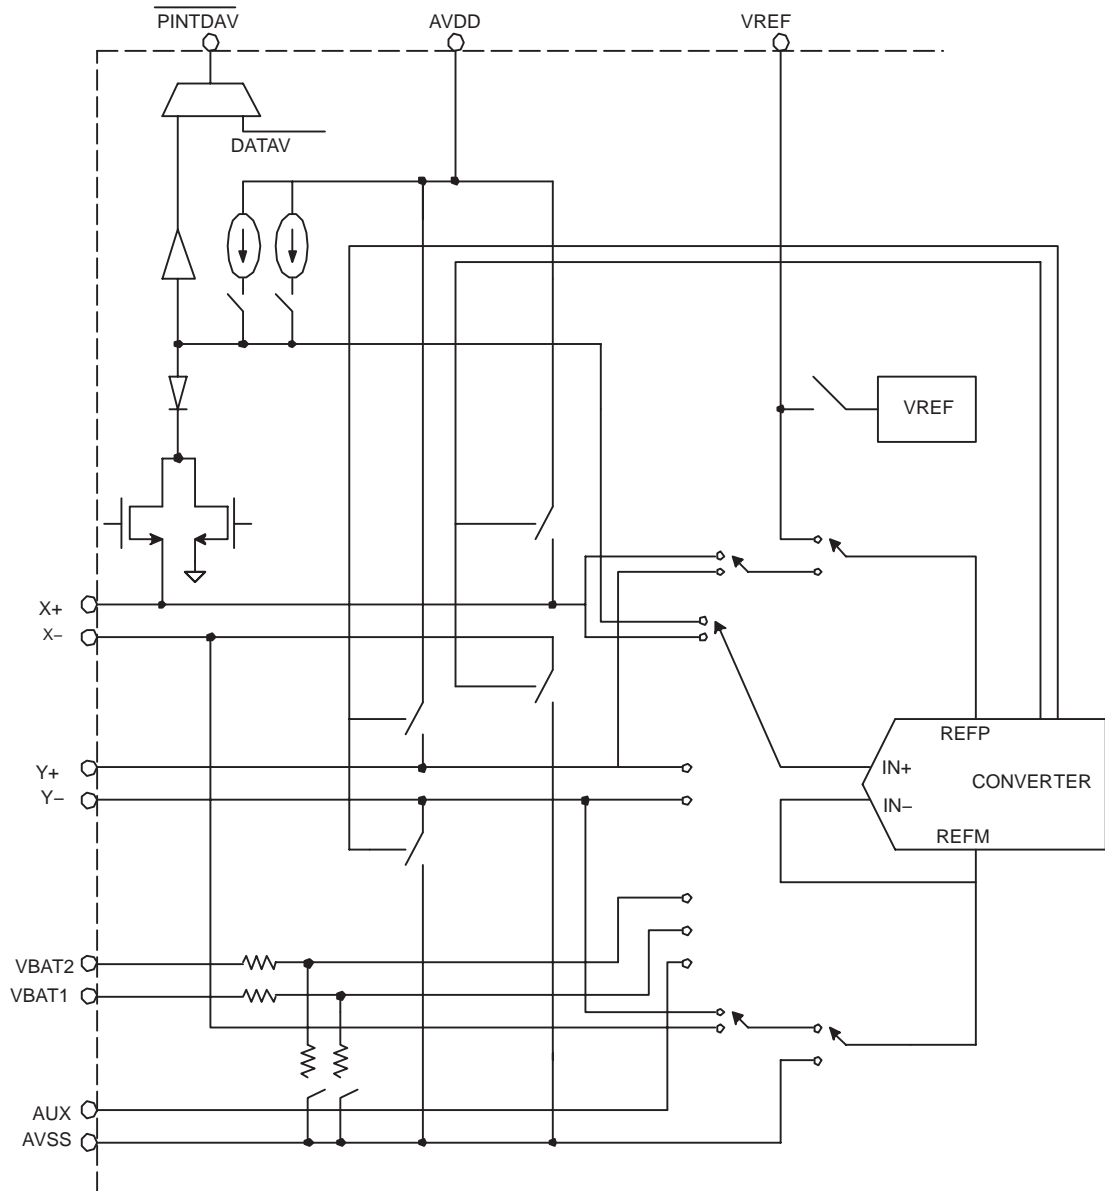 PINTDAV
AVDD
VREF
DATAV
VREF
X+
X–
REFP
Y+
IN+
CONVERTER
Y–
IN–
REFM
VBAT2
VBAT1
AUX
AVSS